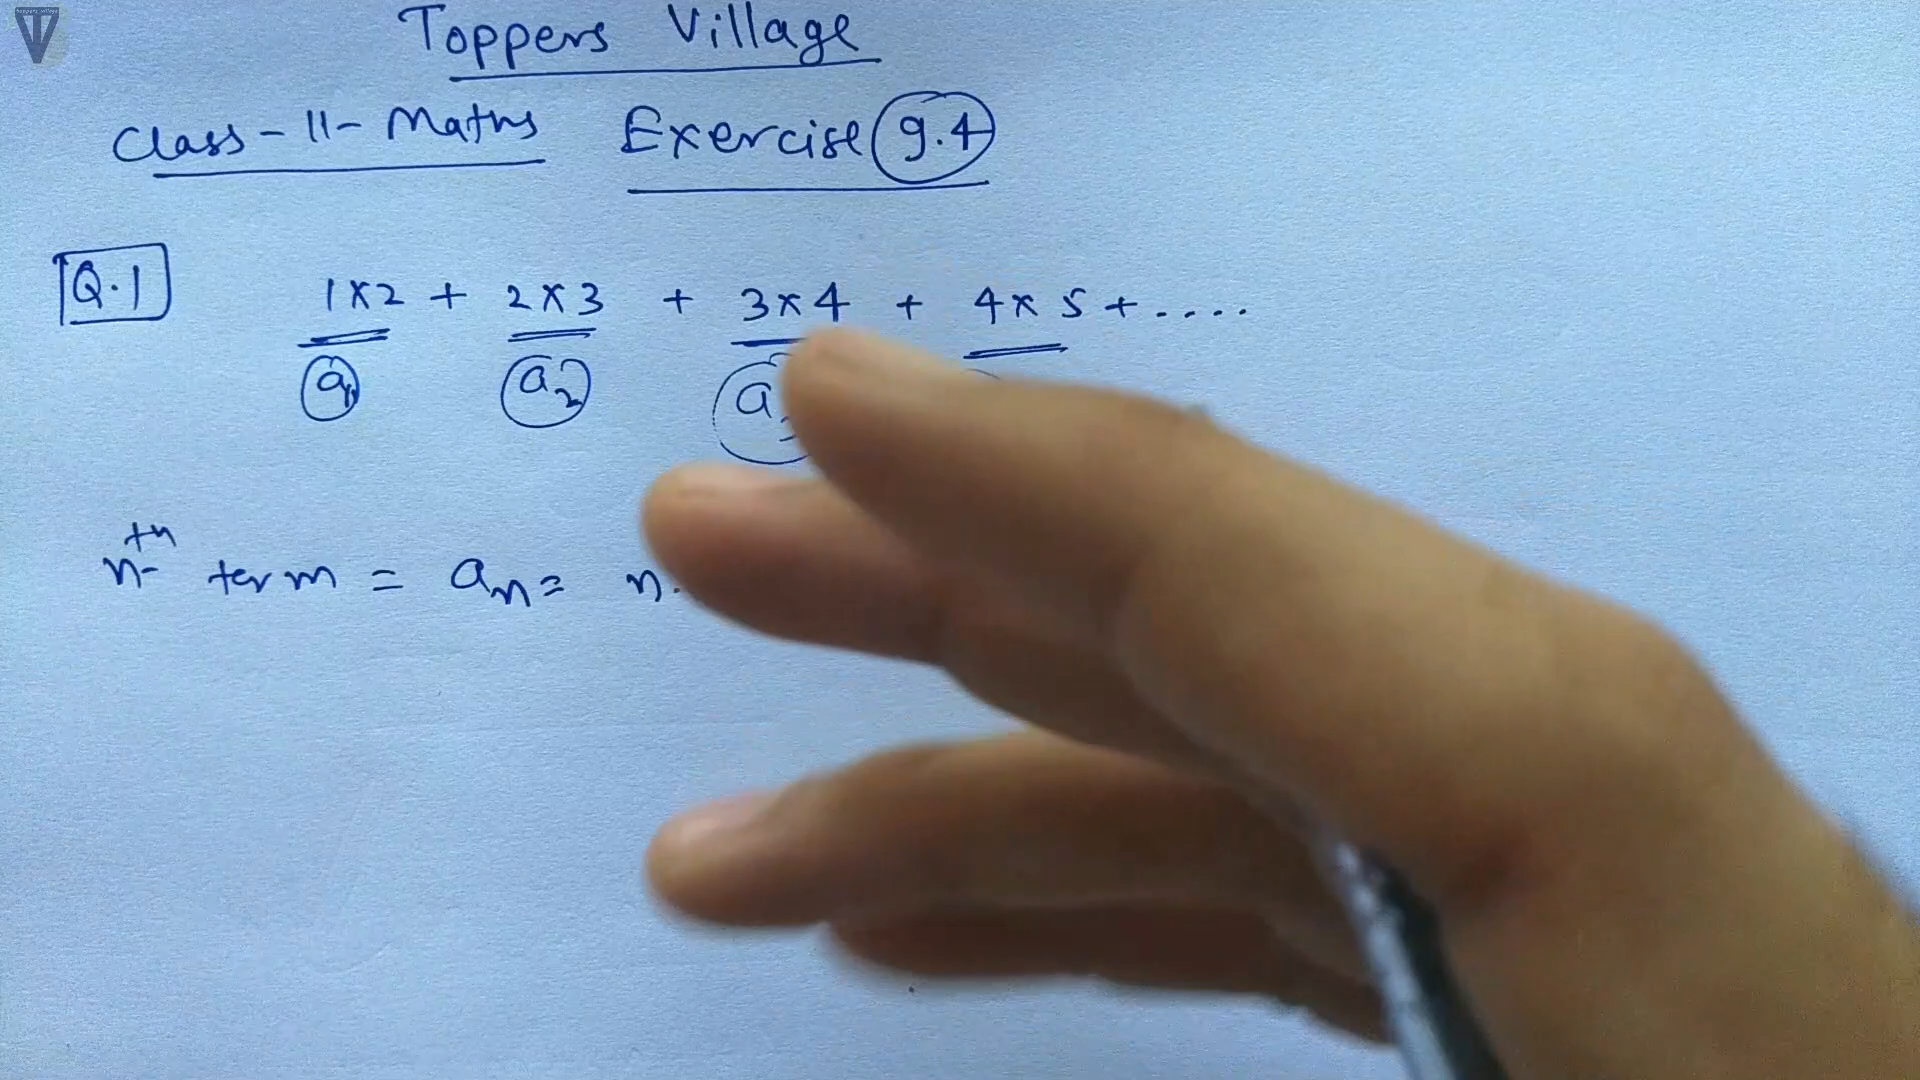 Toppers Village
Class - 11 - Maths Exercise 9.4
Q.1 1×2 + 2×3 + 3×4 + 4×5 + ....
a1 a2 a3
nth term = an = n.